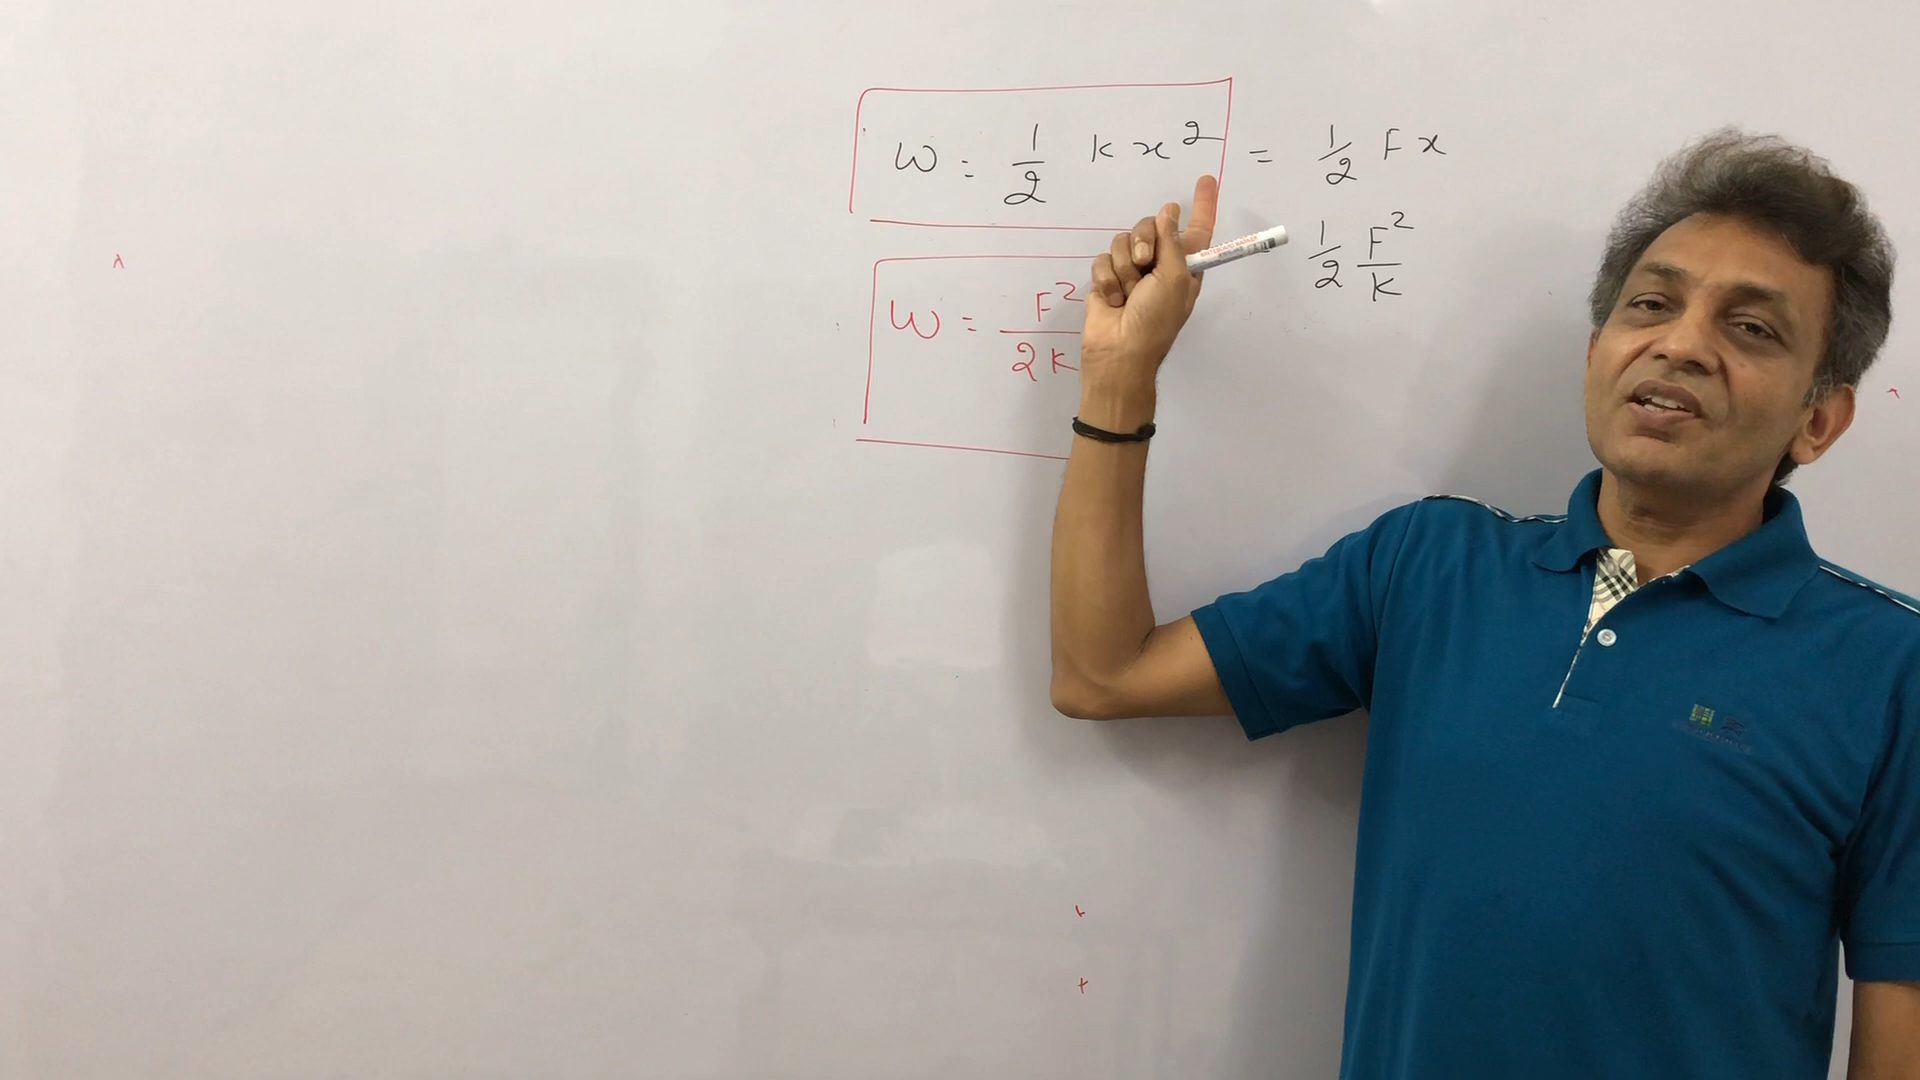 W = 1/2 k x² = 1/2 F x
= 1/2 F²/K
W = F²/2K